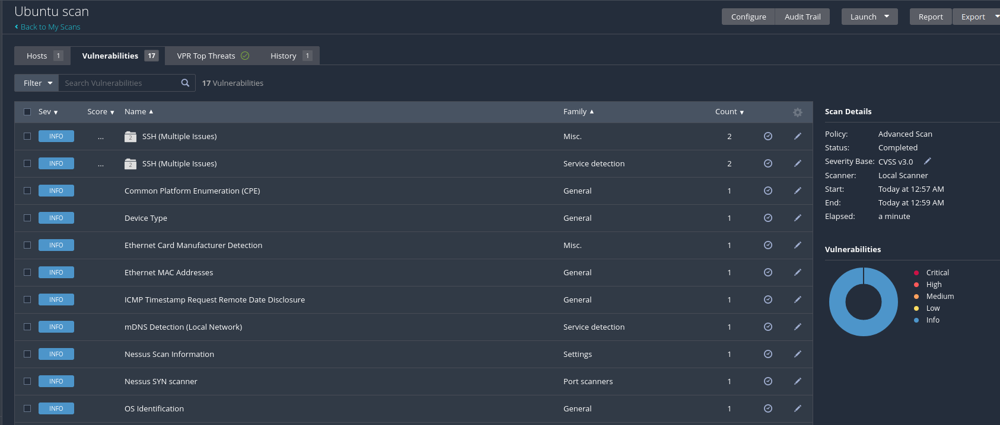 Ubuntu scan
Back to My Scans
Configure Audit Trail Launch Report Export
Hosts 1 Vulnerabilities 17 VPR Top Threats History 1
Filter Search Vulnerabilities 17 Vulnerabilities
Sev Score Name Family Count
INFO ... 2 SSH (Multiple Issues) Misc. 2
INFO ... 2 SSH (Multiple Issues) Service detection 2
INFO Common Platform Enumeration (CPE) General 1
INFO Device Type General 1
INFO Ethernet Card Manufacturer Detection Misc. 1
INFO Ethernet MAC Addresses General 1
INFO ICMP Timestamp Request Remote Date Disclosure General 1
INFO mDNS Detection (Local Network) Service detection 1
INFO Nessus Scan Information Settings 1
INFO Nessus SYN scanner Port scanners 1
INFO OS Identification General 1
Scan Details
Policy: Advanced Scan
Status: Completed
Severity Base: CVSS v3.0
Scanner: Local Scanner
Start: Today at 12:57 AM
End: Today at 12:59 AM
Elapsed: a minute
Vulnerabilities
Critical
High
Medium
Low
Info